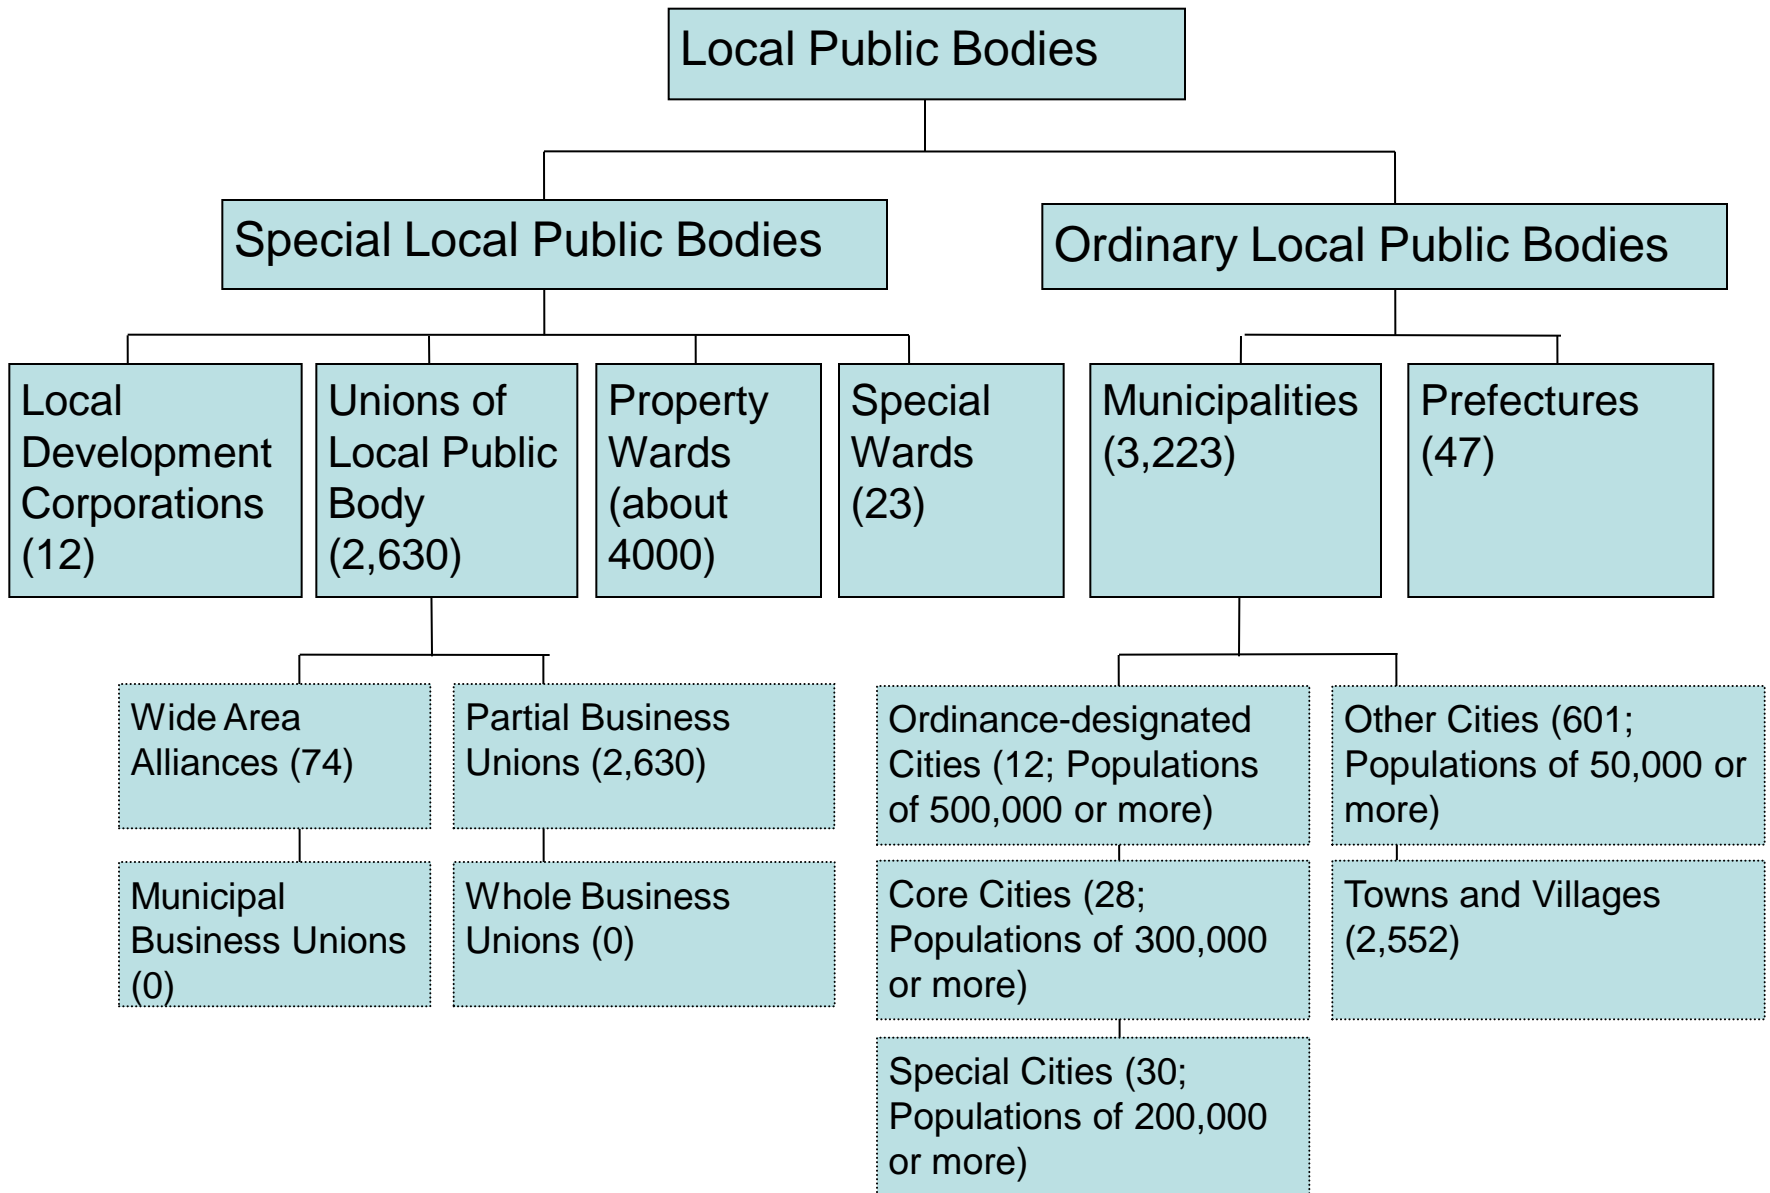 Local Public Bodies
Special Local Public Bodies
Ordinary Local Public Bodies
Local
Development
Corporations
(12)
Unions of
Local Public
Body
(2,630)
Property
Wards
(about
4000)
Special
Wards
(23)
Municipalities
(3,223)
Prefectures
(47)
Wide Area
Alliances (74)
Partial Business
Unions (2,630)
Municipal
Business Unions
(0)
Whole Business
Unions (0)
Ordinance-designated
Cities (12; Populations
of 500,000 or more)
Other Cities (601;
Populations of 50,000 or
more)
Core Cities (28;
Populations of 300,000
or more)
Towns and Villages
(2,552)
Special Cities (30;
Populations of 200,000
or more)